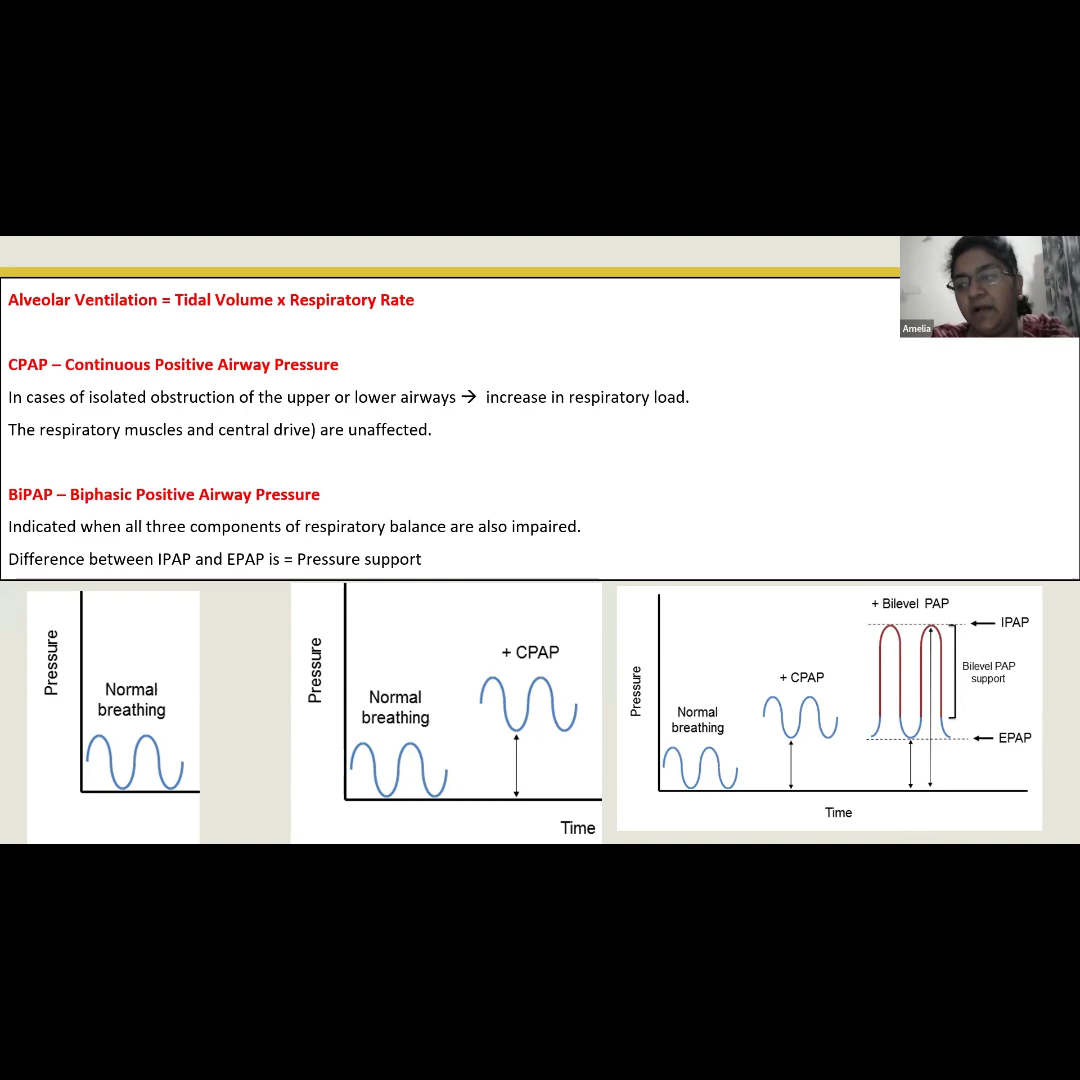 Alveolar Ventilation = Tidal Volume x Respiratory Rate
Amelia
CPAP – Continuous Positive Airway Pressure
In cases of isolated obstruction of the upper or lower airways → increase in respiratory load.
The respiratory muscles and central drive) are unaffected.
BiPAP – Biphasic Positive Airway Pressure
Indicated when all three components of respiratory balance are also impaired.
Difference between IPAP and EPAP is = Pressure support
Pressure
Normal
breathing
Pressure
Normal
breathing
+ CPAP
Time
Pressure
Normal
breathing
+ CPAP
+ Bilevel PAP
IPAP
Bilevel PAP
support
EPAP
Time